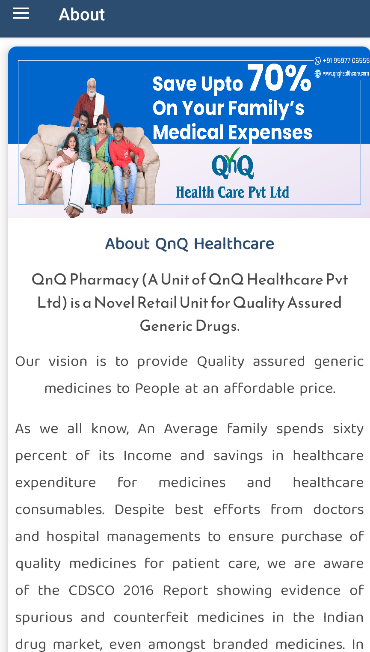 About
+91 95977 06555
Save Upto 70%
On Your Family's
Medical Expenses
QnQ
Health Care Pvt Ltd
About QnQ Healthcare
QnQ Pharmacy (A Unit of QnQ Healthcare Pvt
Ltd) is a Novel Retail Unit for Quality Assured
Generic Drugs.
Our vision is to provide Quality assured generic
medicines to People at an affordable price.
As we all know, An Average family spends sixty
percent of its Income and savings in healthcare
expenditure for medicines and healthcare
consumables. Despite best efforts from doctors
and hospital managements to ensure purchase of
quality medicines for patient care, we are aware
of the CDSCO 2016 Report showing evidence of
spurious and counterfeit medicines in the Indian
drug market, even amongst branded medicines. In